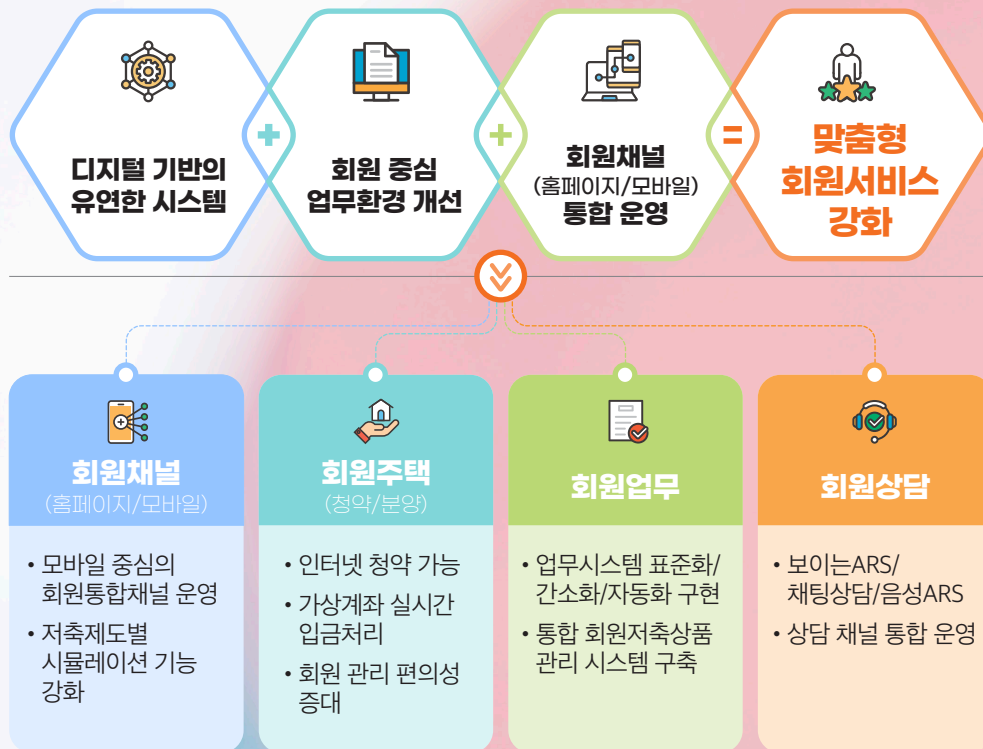 디지털 기반의
유연한 시스템
+
회원 중심
업무환경 개선
+
회원채널
(홈페이지/모바일)
통합 운영
=
맞춤형
회원서비스
강화
회원채널
(홈페이지/모바일)
• 모바일 중심의
회원통합채널 운영
• 저축제도별
시뮬레이션 기능
강화
회원주택
(청약/분양)
• 인터넷 청약 가능
• 가상계좌 실시간
입금처리
• 회원 관리 편의성
증대
회원업무
• 업무시스템 표준화/
간소화/자동화 구현
• 통합 회원저축상품
관리 시스템 구축
회원상담
• 보이는ARS/
채팅상담/음성ARS
• 상담 채널 통합 운영